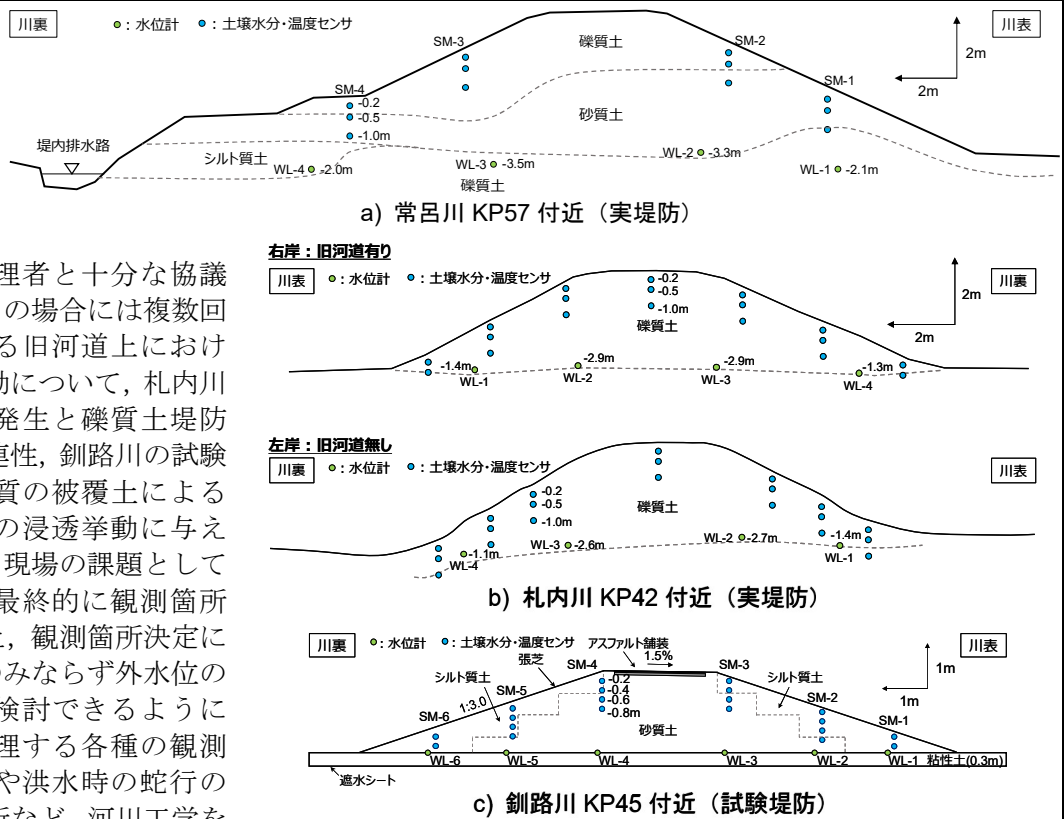 川裏
：水位計 ：土壌水分・温度センサ
川表
SM-3
礫質土
SM-2
2m
2m
SM-4
SM-1
-0.2
-0.5
-1.0m
砂質土
堤内排水路
シルト質土
WL-4 -2.0m
WL-3 -3.5m
WL-2 -3.3m
WL-1 -2.1m
礫質土
a) 常呂川 KP57 付近（実堤防）
理者と十分な協議
の場合には複数回
る旧河道上におけ
動について，札内川
発生と礫質土堤防
連性，釧路川の試験
質の被覆土による
の浸透挙動に与え
現場の課題として
最終的に観測箇所
観測箇所決定に
のみならず外水位の
検討できるように
理する各種の観測
や洪水時の蛇行の
所など，河川工学を
右岸：旧河道有り
川表
：水位計 ：土壌水分・温度センサ
川裏
-0.2
-0.5
-1.0m
礫質土
2m
2m
-1.4m
WL-1
-2.9m
WL-2
-2.9m
WL-3
-1.3m
WL-4
左岸：旧河道無し
川裏
：水位計 ：土壌水分・温度センサ
川表
-0.2
-0.5
-1.0m
礫質土
-1.1m
WL-4
WL-3 -2.6m
WL-2 -2.7m
-1.4m
WL-1
b) 札内川 KP42 付近（実堤防）
川裏
：水位計 ：土壌水分・温度センサ
川表
張芝
アスファルト舗装
1.5%
1m
1m
SM-4
SM-3
シルト質土
シルト質土
-0.2
-0.4
-0.6
-0.8m
SM-5
SM-2
1:3.0
SM-6
SM-1
砂質土
WL-6
WL-5
WL-4
WL-3
WL-2
WL-1
粘性土(0.3m)
遮水シート
c) 釧路川 KP45 付近（試験堤防）